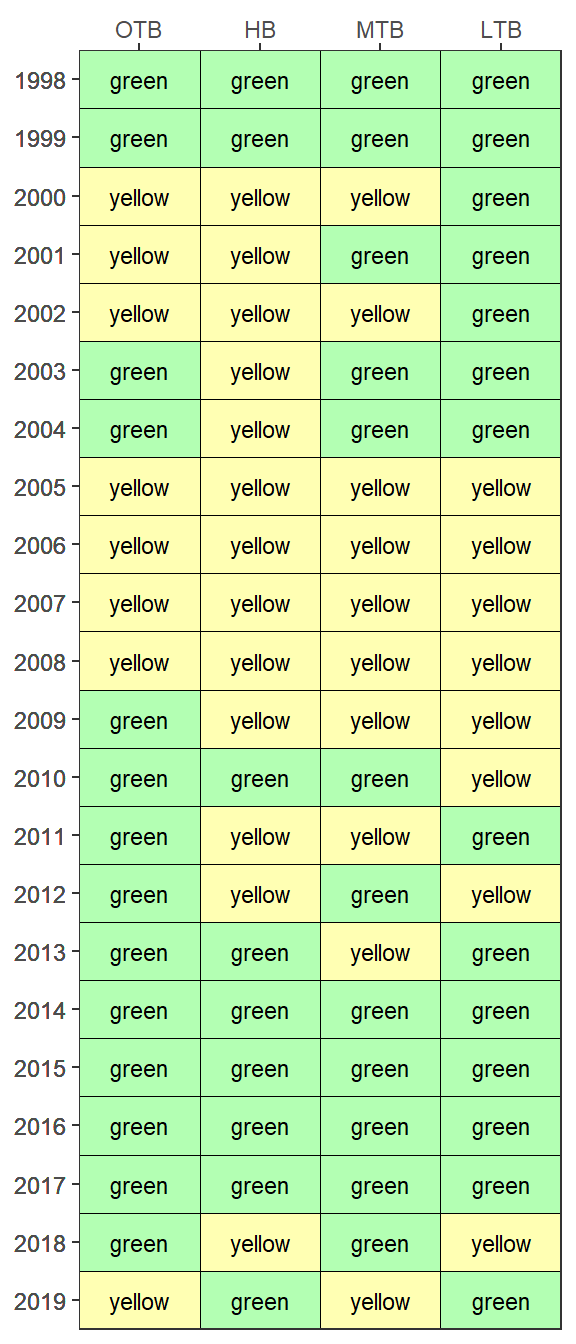 OTB HB MTB LTB
1998 green green green green
1999 green green green green
2000 yellow yellow yellow green
2001 yellow yellow green green
2002 yellow yellow yellow green
2003 green yellow green green
2004 green yellow green green
2005 yellow yellow yellow yellow
2006 yellow yellow yellow yellow
2007 yellow yellow yellow yellow
2008 yellow yellow yellow yellow
2009 green yellow yellow yellow
2010 green green green yellow
2011 green yellow yellow green
2012 green yellow green yellow
2013 green green yellow green
2014 green green green green
2015 green green green green
2016 green green green green
2017 green green green green
2018 green yellow green yellow
2019 yellow green yellow green